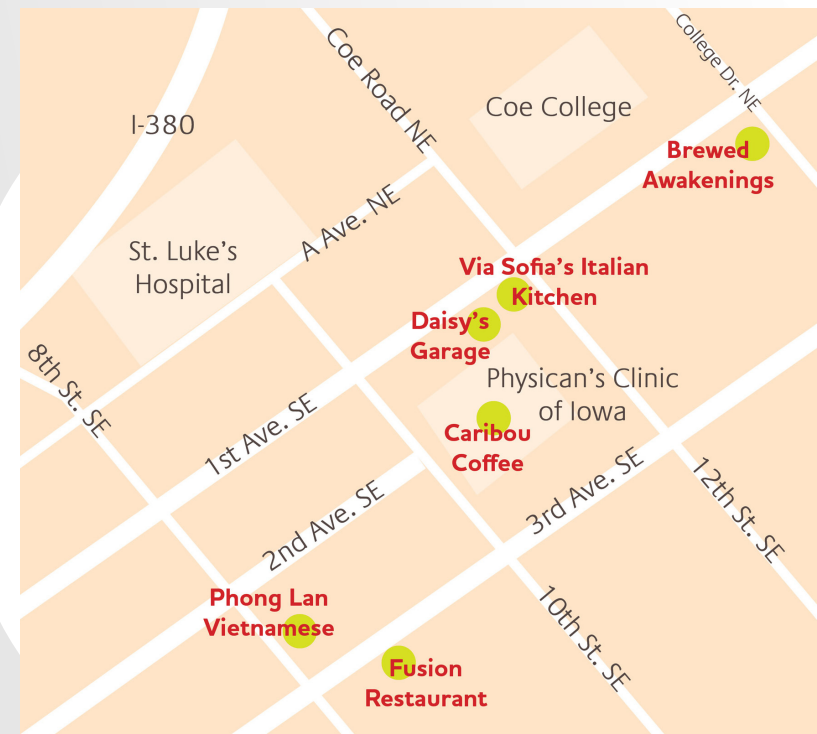 College Dr. NE
Coe Road NE
Coe College
I-380
Brewed
Awakenings
A Ave. NE
St. Luke's
Hospital
Via Sofia's Italian
Kitchen
Daisy's
Garage
8th St. SE
Physican's Clinic
of Iowa
1st Ave. SE
Caribou
Coffee
3rd Ave. SE
12th St. SE
2nd Ave. SE
Phong Lan
Vietnamese
10th St. SE
Fusion
Restaurant